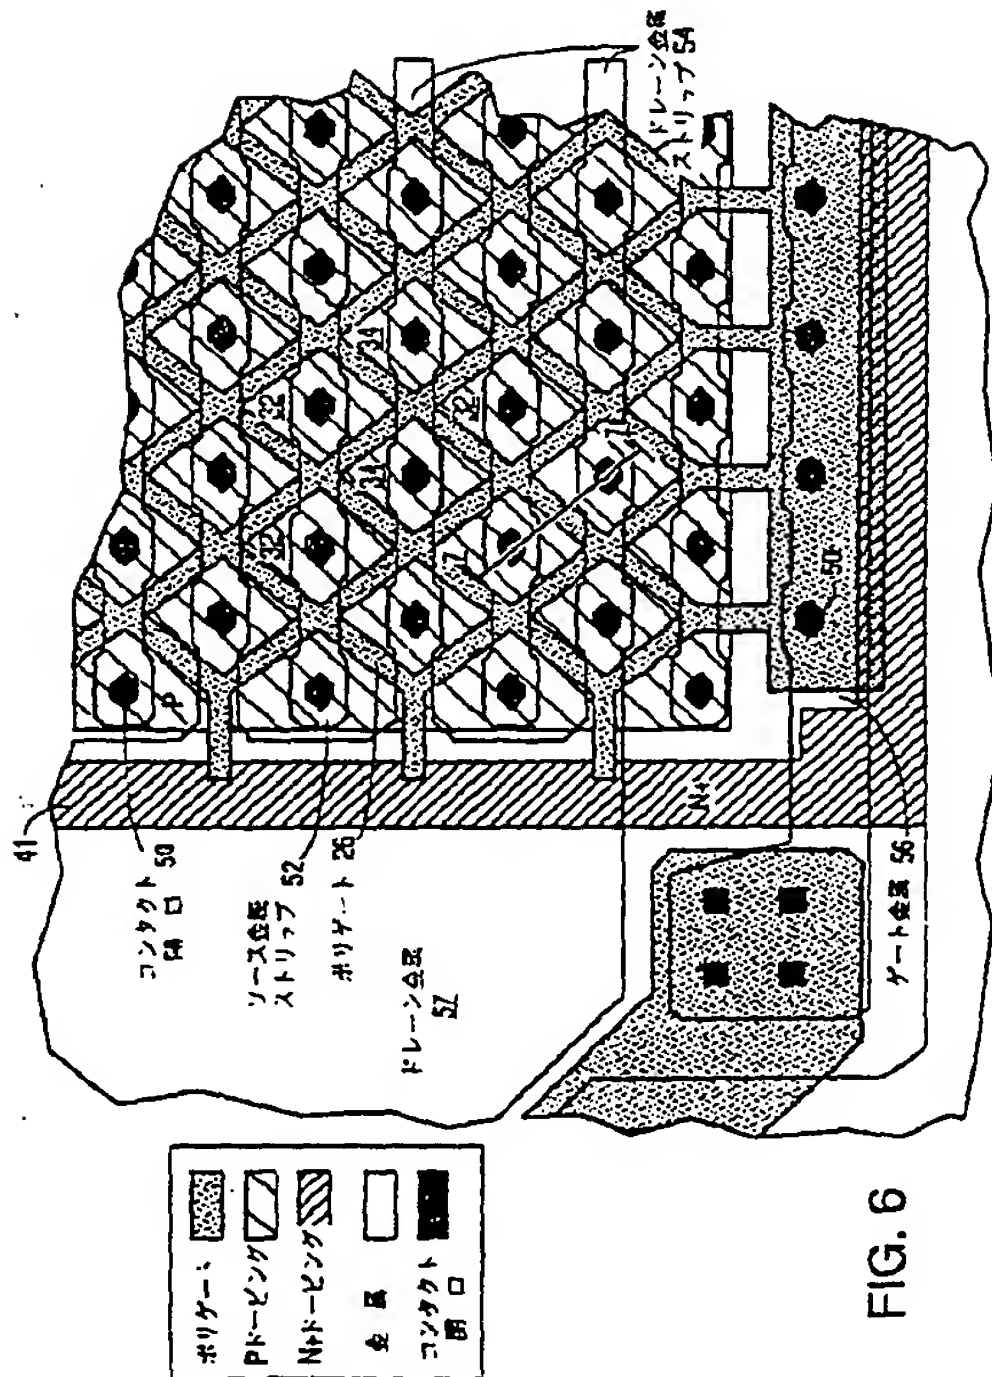 ドレーン金属
ストリップ 54
34
32
34
32
32
17
17
P
N+
50
41
コンタクト 50
開 口
ソース金属
ストリップ 52
ポリゲート 26
ドレーン金属
57
ゲート金属 56
ポリゲート
Pドーピング
N+ドーピング
金 属
コンタクト
開 口
FIG. 6